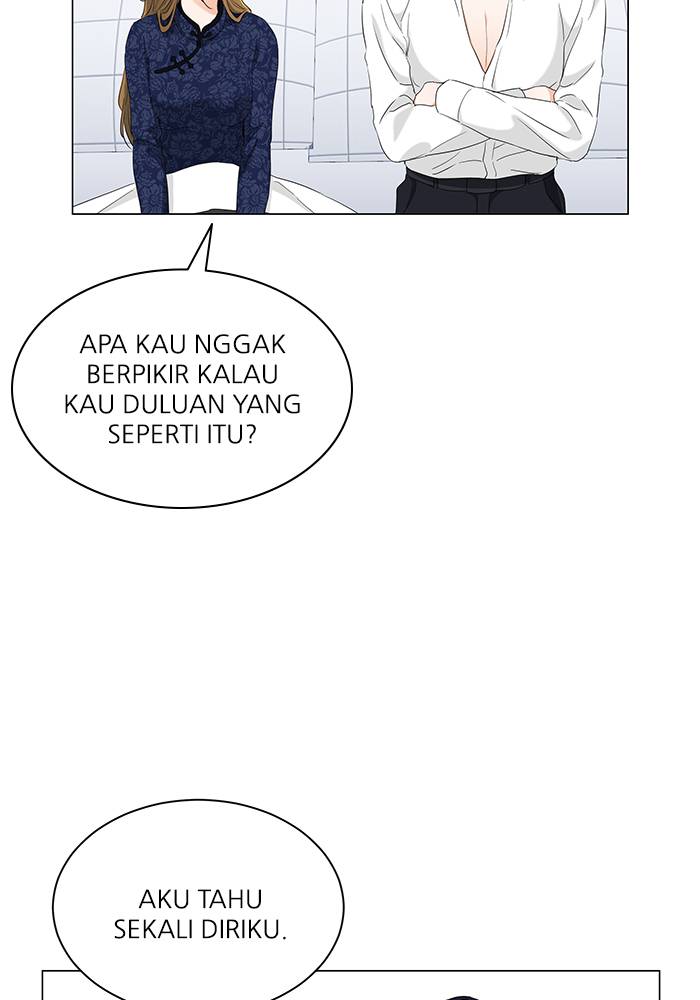 APA KAU NGGAK
BERPIKIR KALAU
KAU DULUAN YANG
SEPERTI ITU?
AKU TAHU
SEKALI DIRIKU.